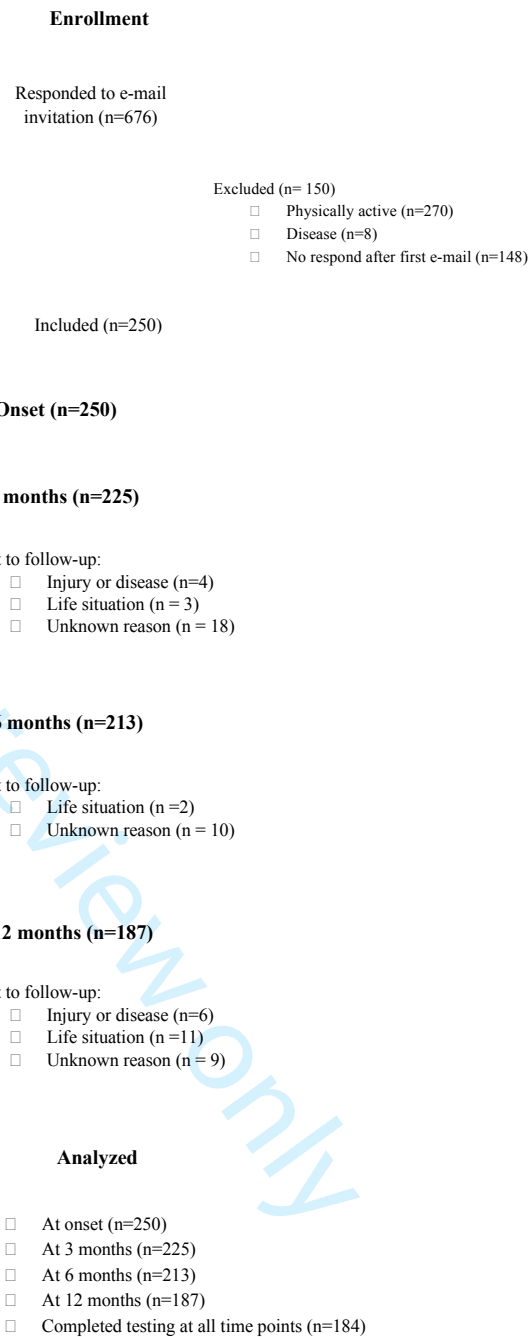 Enrollment
Responded to e-mail
invitation (n=676)
Excluded (n= 150)
Physically active (n=270)
Disease (n=8)
No respond after first e-mail (n=148)
Included (n=250)
Onset (n=250)
months (n=225)
to follow-up:
Injury or disease (n=4)
Life situation (n = 3)
Unknown reason (n = 18)
6 months (n=213)
to follow-up:
Life situation (n =2)
Unknown reason (n = 10)
2 months (n=187)
to follow-up:
Injury or disease (n=6)
Life situation (n =11)
Unknown reason (n = 9)
Analyzed
At onset (n=250)
At 3 months (n=225)
At 6 months (n=213)
At 12 months (n=187)
Completed testing at all time points (n=184)
review only